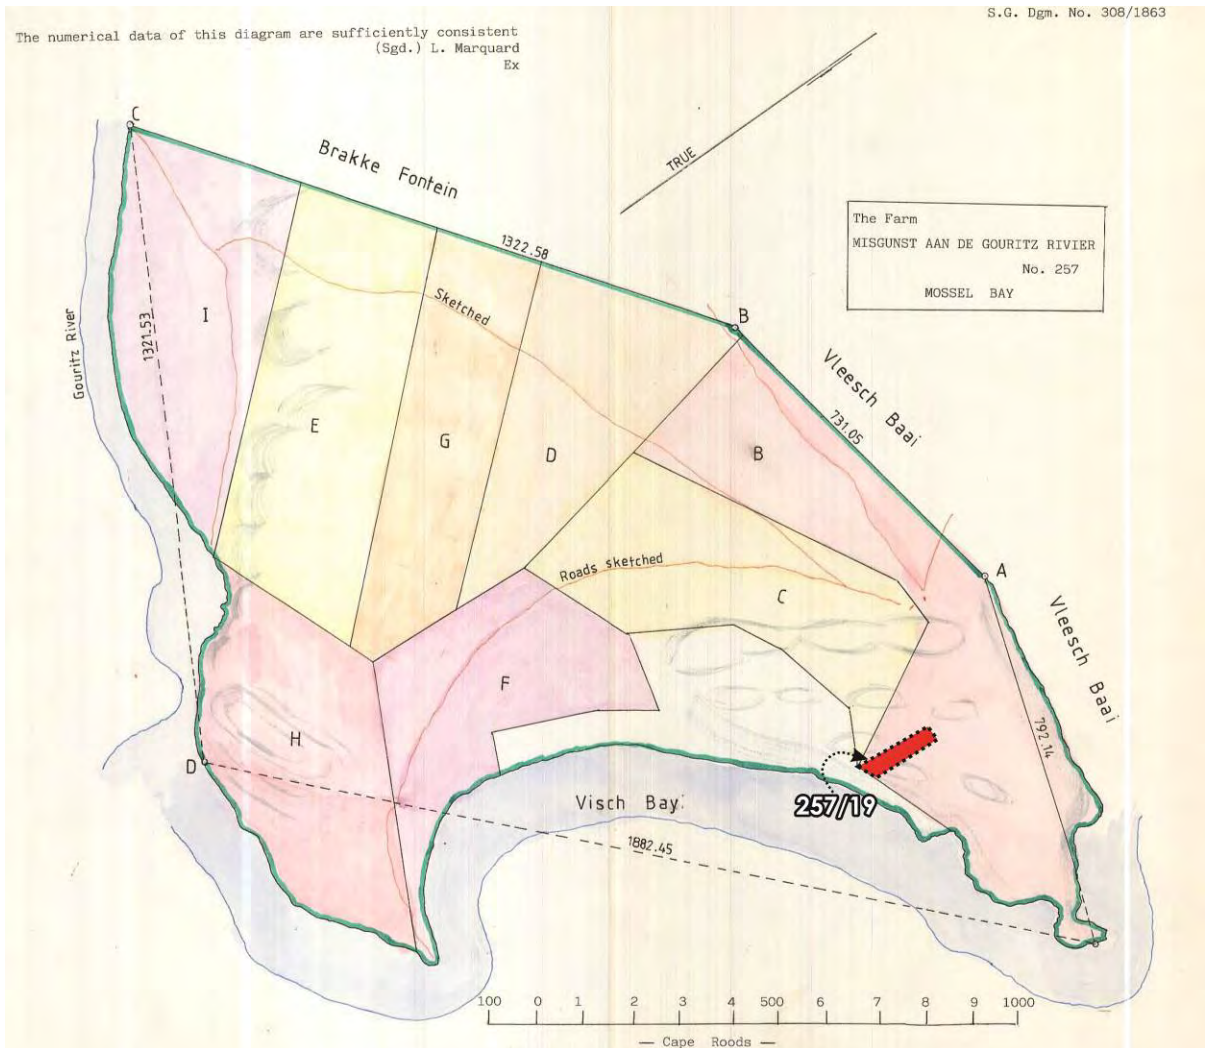 S.G. Dgm. No. 308/1863
The numerical data of this diagram are sufficiently consistent
(Sgd.) L. Marquard
Ex
C
Brakke Fontein
TRUE
The Farm
MISGUNST AAN DE GOURITZ RIVIER
No. 257
MOSSEL BAY
1322.58
Sketched
B
Vleesch Baai
731.05
I
1321.53
Gouritz River
E
G
D
B
A
Roads sketched
C
Vleesch Baai
F
H
792.14
D
Visch Bay
257/19
1882.45
100 0 1 2 3 4 500 6 7 8 9 1000
— Cape Roods —